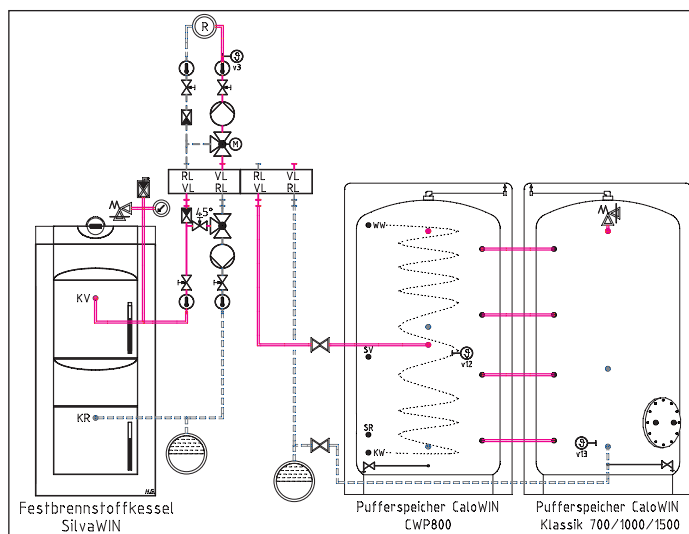 R
v3
M
RL VL RL VL
VL RL VL RL
45°
KV
KR
WW
SV
SR
KW
v12
v13
Festbrennstoffkessel
SilvaWIN
Pufferspeicher CaloWIN
CWP800
Pufferspeicher CaloWIN
Klassik 700/1000/1500